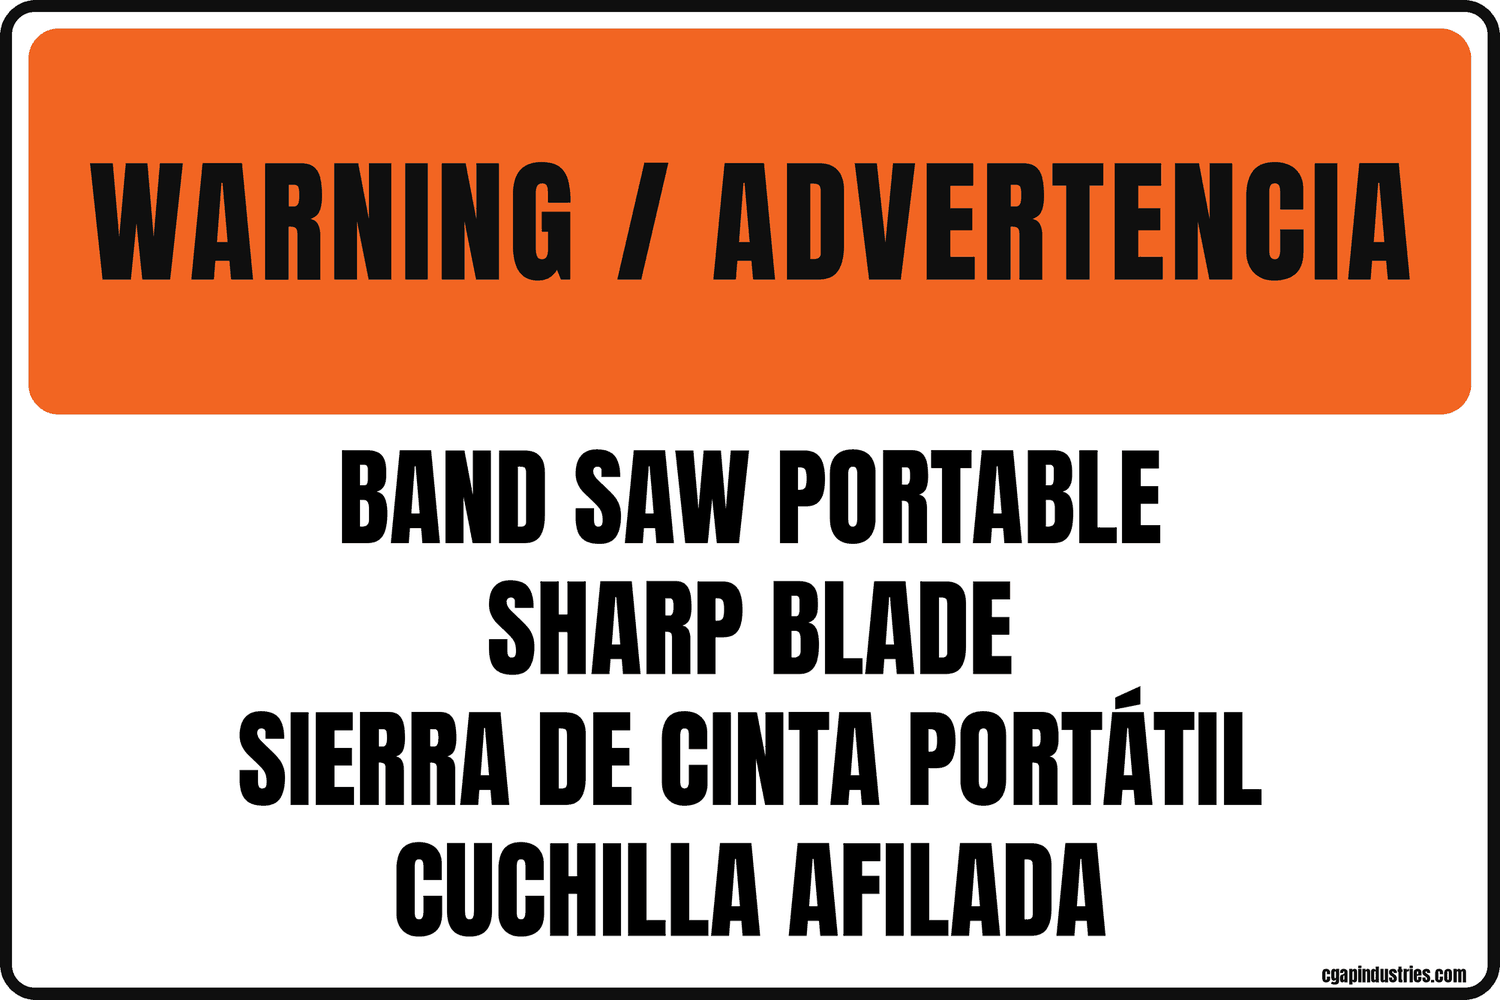 WARNING / ADVERTENCIA
BAND SAW PORTABLE
SHARP BLADE
SIERRA DE CINTA PORTÁTIL
CUCHILLA AFILADA
cgapindustries.com